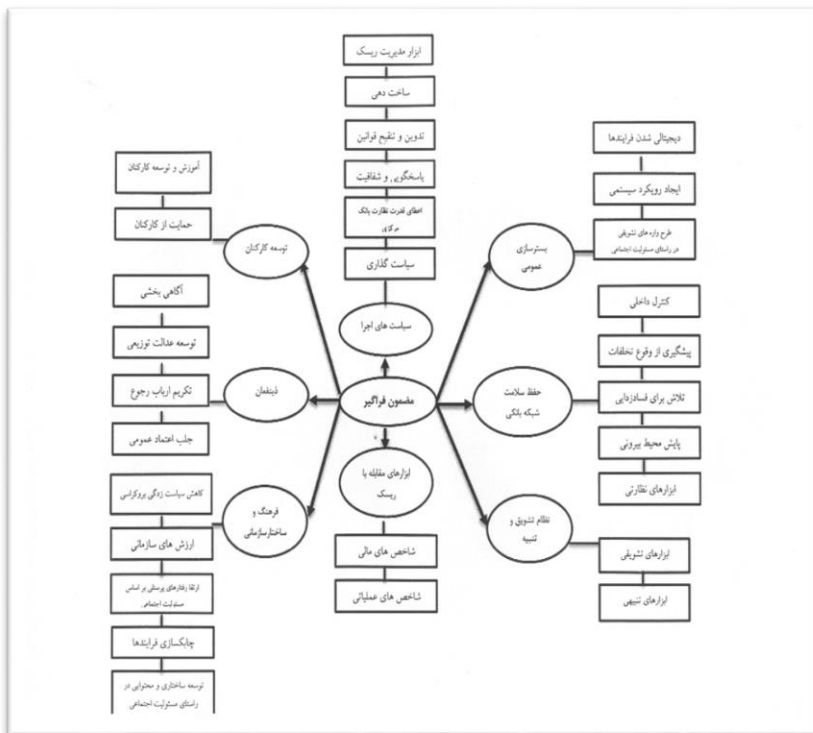 ابزار مدیریت ریسک
ساخت دهی
تدوین و تنقیح قوانین
پاسخگویی و شفافیت
اعطای قدرت نظارت بانک
مرکزی
سیاست گذاری
سیاست های اجرا
دیجیتالی شدن فرایندها
ایجاد رویکرد سیستمی
طرح واره های تشویقی
در راستای مسئولیت اجتماعی
بسترسازی
عمومی
کنترل داخلی
پیشگیری از وقوع تخلفات
تلاش برای فسادزدایی
پایش محیط بیرونی
ابزارهای نظارتی
حفظ سلامت
شبکه بانکی
نظام تشویق و
تنبیه
ابزارهای تشویقی
ابزارهای تنبیهی
مضمون فراگیر
ابزارهای مقابله با
ریسک
شاخص های مالی
شاخص های عملیاتی
آموزش و توسعه کارکنان
حمایت از کارکنان
توسعه کارکنان
آگاهی بخشی
توسعه عدالت توزیعی
تکریم ارباب رجوع
جلب اعتماد عمومی
ذینفعان
فرهنگ و
ساختارسازمانی
کاهش سیاست زدگی بروکراسی
ارزش های سازمانی
ارتقا رفتارهای پرسنلی بر اساس
مسئولیت اجتماعی
چابکسازی فرایندها
توسعه ساختاری و محتوایی در
راستای مسئولیت اجتماعی